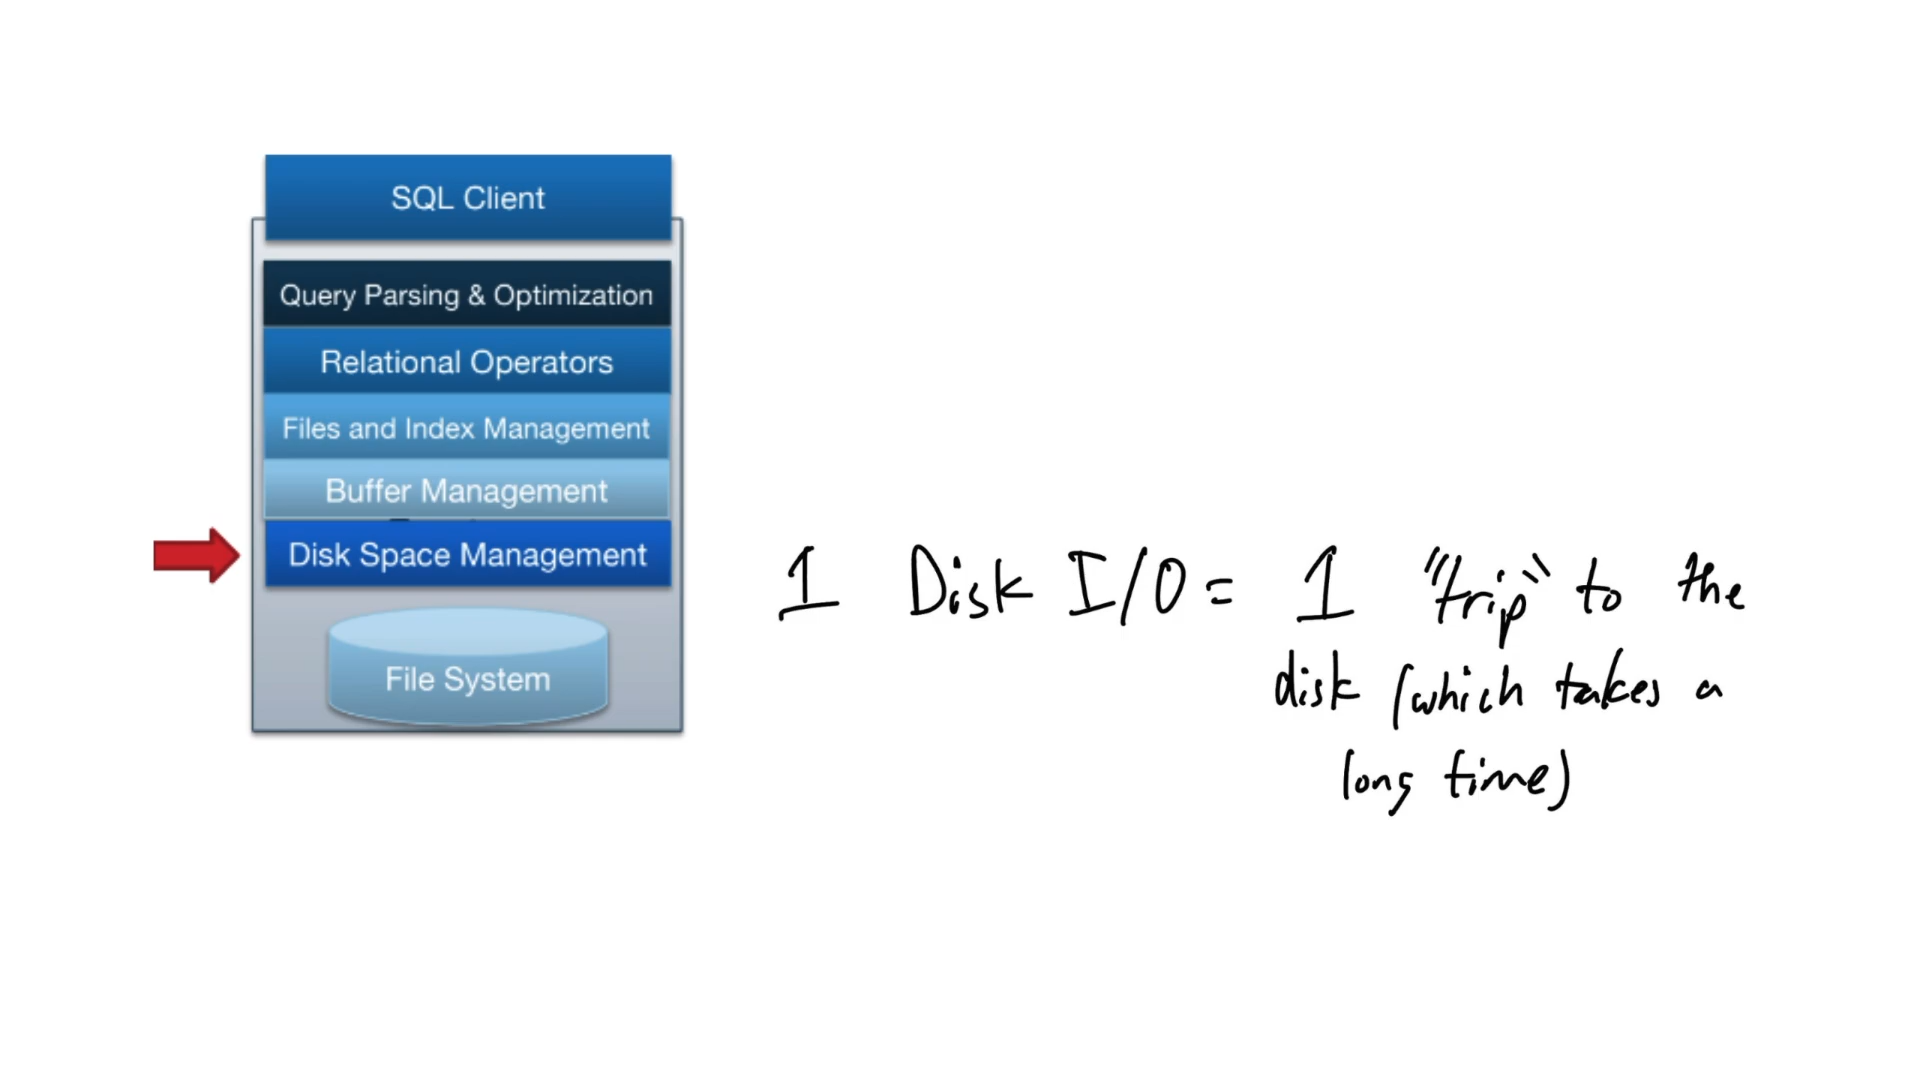 SQL Client
Query Parsing & Optimization
Relational Operators
Files and Index Management
Buffer Management
Disk Space Management
File System
1 Disk I/O = 1 "trip" to the
disk (which takes a
long time)